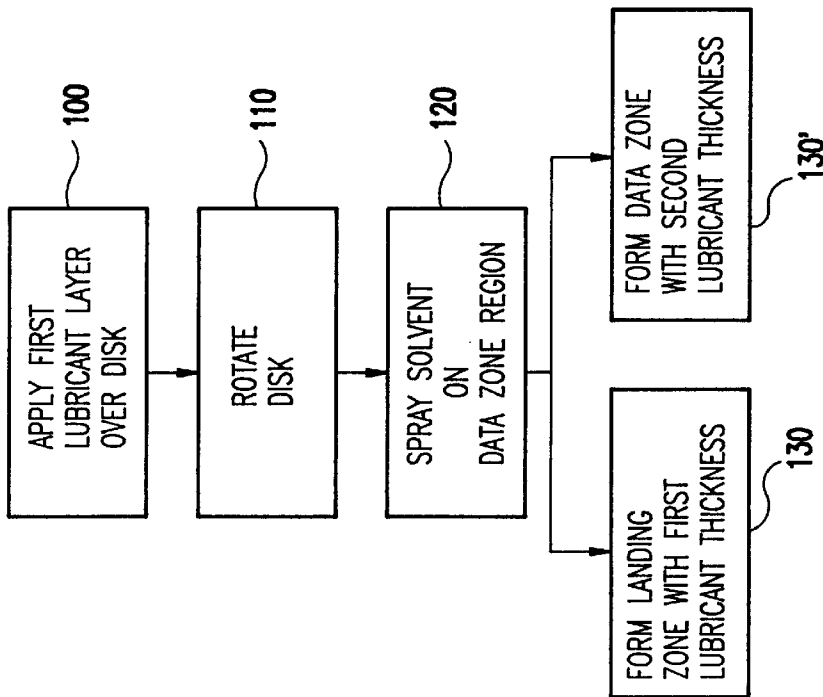 100
APPLY FIRST
LUBRICANT LAYER
OVER DISK
110
ROTATE
DISK
120
SPRAY SOLVENT
ON
DATA ZONE REGION
FORM LANDING
ZONE WITH FIRST
LUBRICANT THICKNESS
130
FORM DATA ZONE
WITH SECOND
LUBRICANT THICKNESS
130'